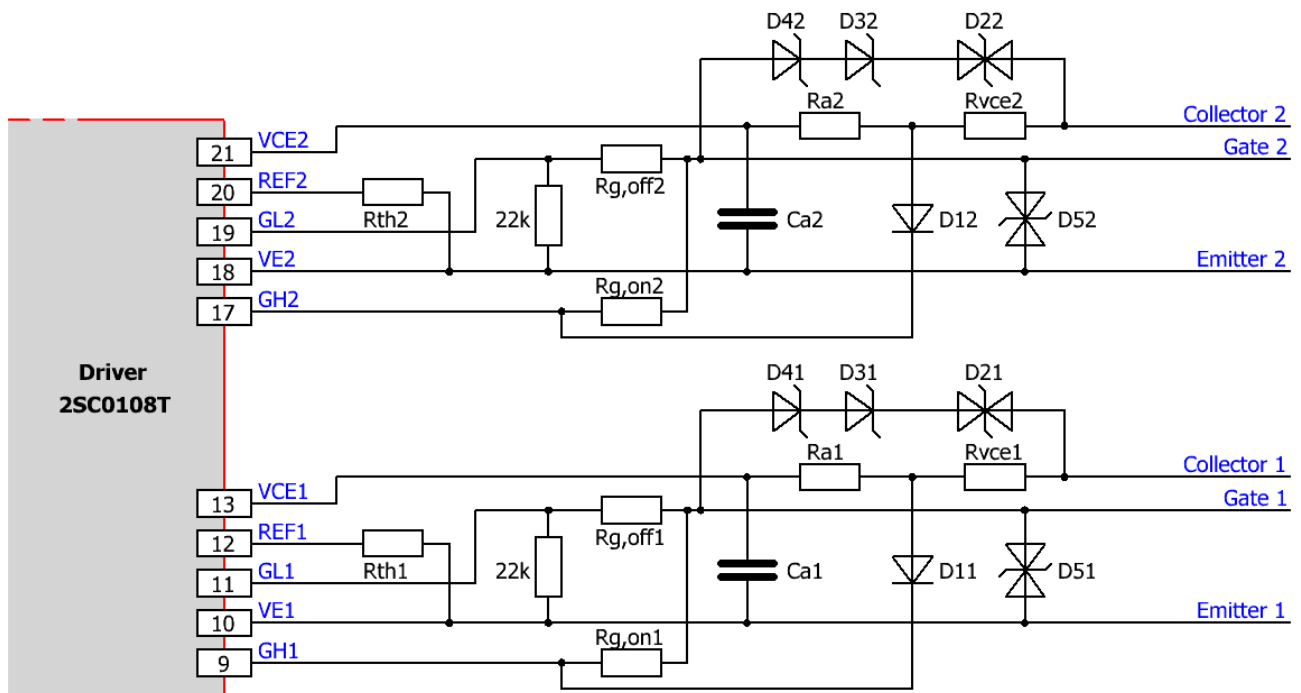 D42 D32 D22
Ra2 Rvce2 Collector 2
21 VCE2 Gate 2
20 REF2 Rg,off2
Rth2
19 GL2 22k Ca2 D12 D52
18 VE2 Emitter 2
17 GH2 Rg,on2
Driver
2SC0108T
D41 D31 D21
Ra1 Rvce1 Collector 1
13 VCE1 Gate 1
12 REF1 Rg,off1
Rth1 22k Ca1 D11 D51
11 GL1
10 VE1 Emitter 1
9 GH1 Rg,on1